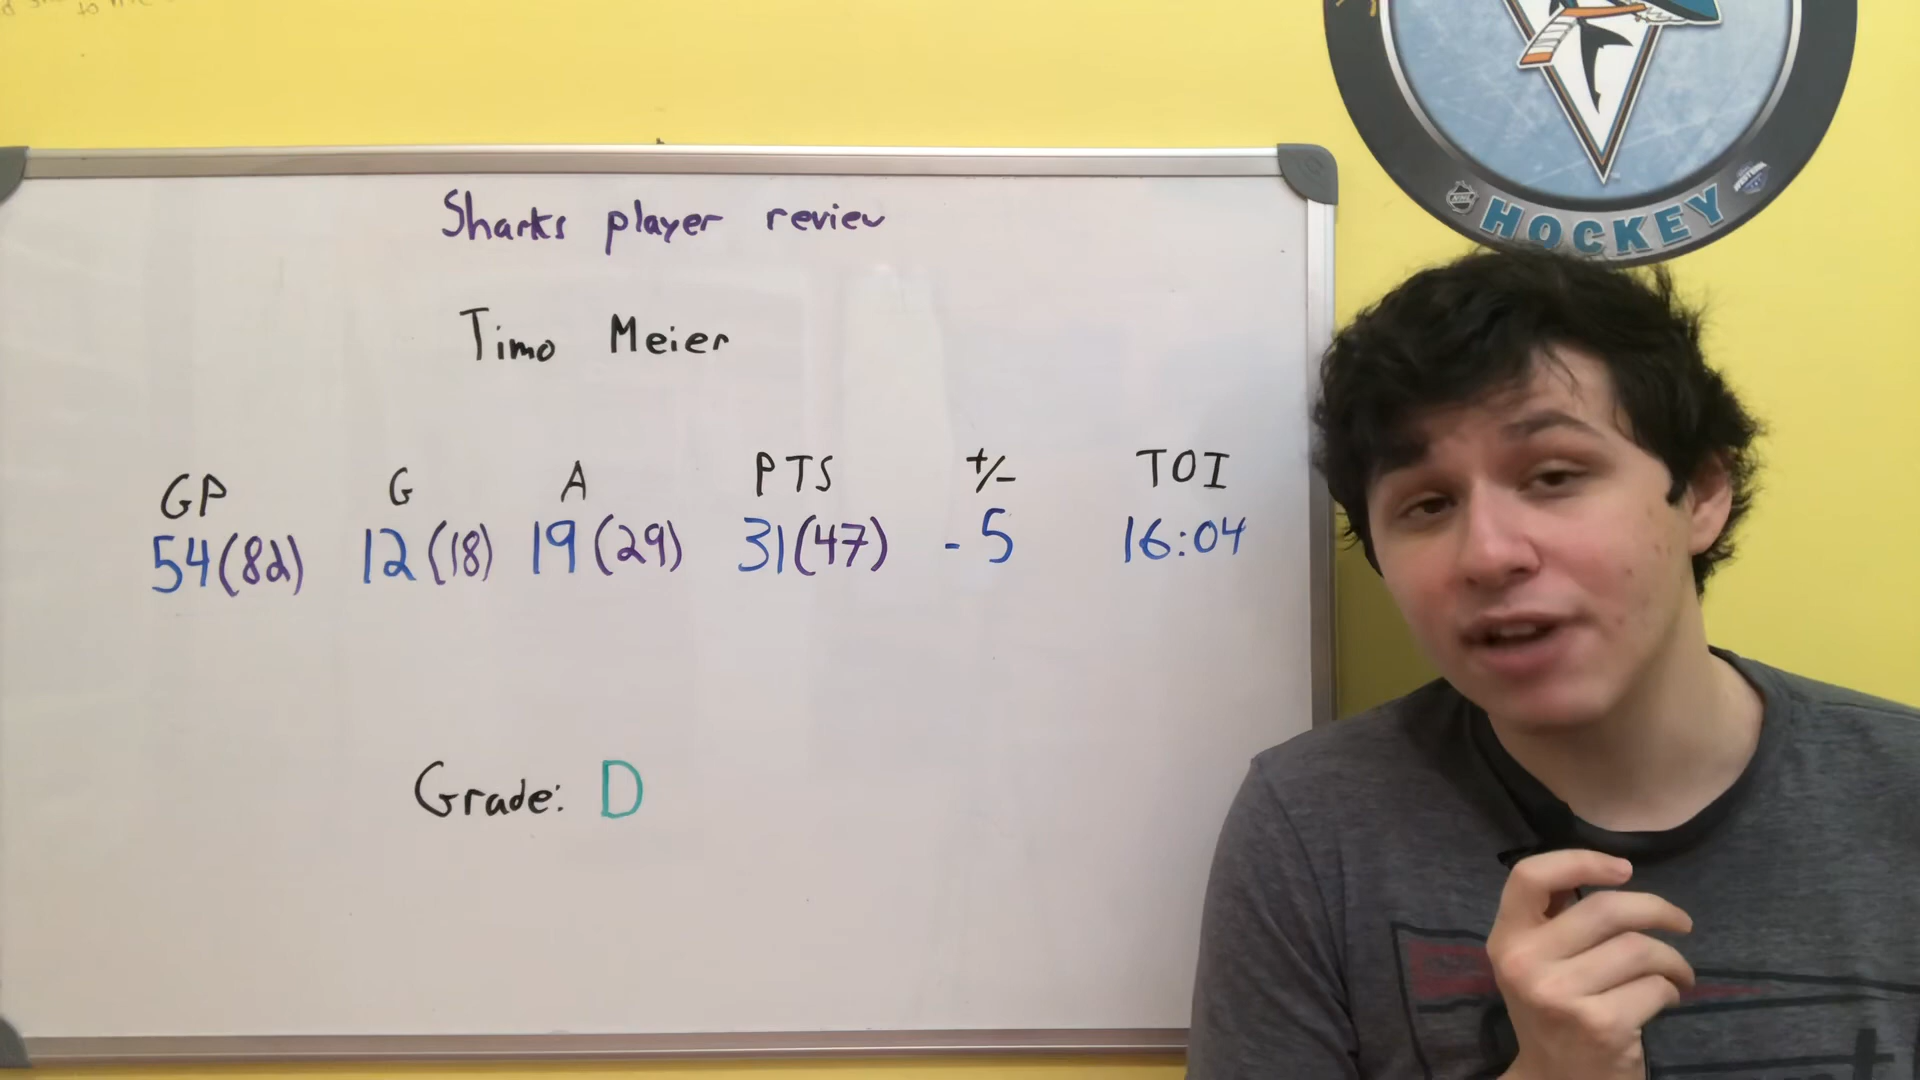 Sharks player review
Timo Meier
GP G A PTS +/- TOI
54(82) 12(18) 19(29) 31(47) -5 16:04
Grade: D
HOCKEY
NHL